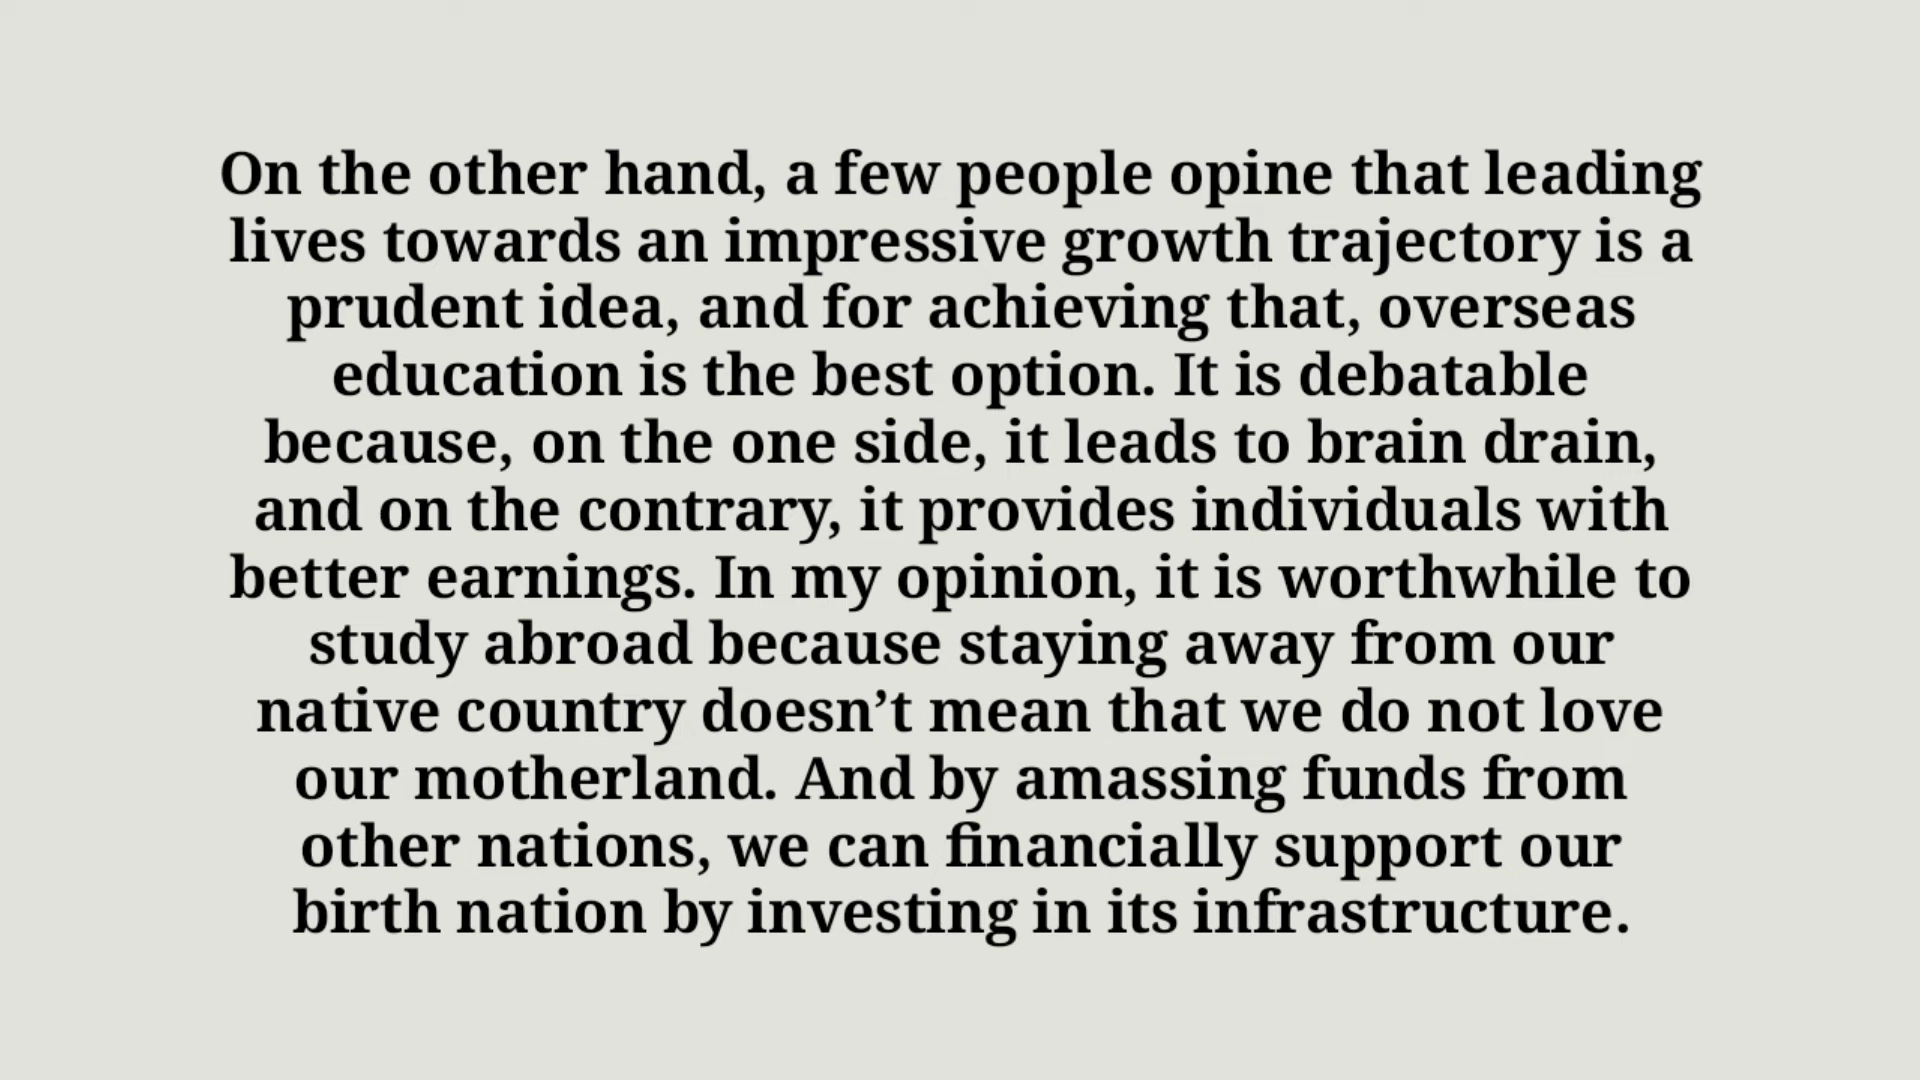 On the other hand, a few people opine that leading
lives towards an impressive growth trajectory is a
prudent idea, and for achieving that, overseas
education is the best option. It is debatable
because, on the one side, it leads to brain drain,
and on the contrary, it provides individuals with
better earnings. In my opinion, it is worthwhile to
study abroad because staying away from our
native country doesn’t mean that we do not love
our motherland. And by amassing funds from
other nations, we can financially support our
birth nation by investing in its infrastructure.